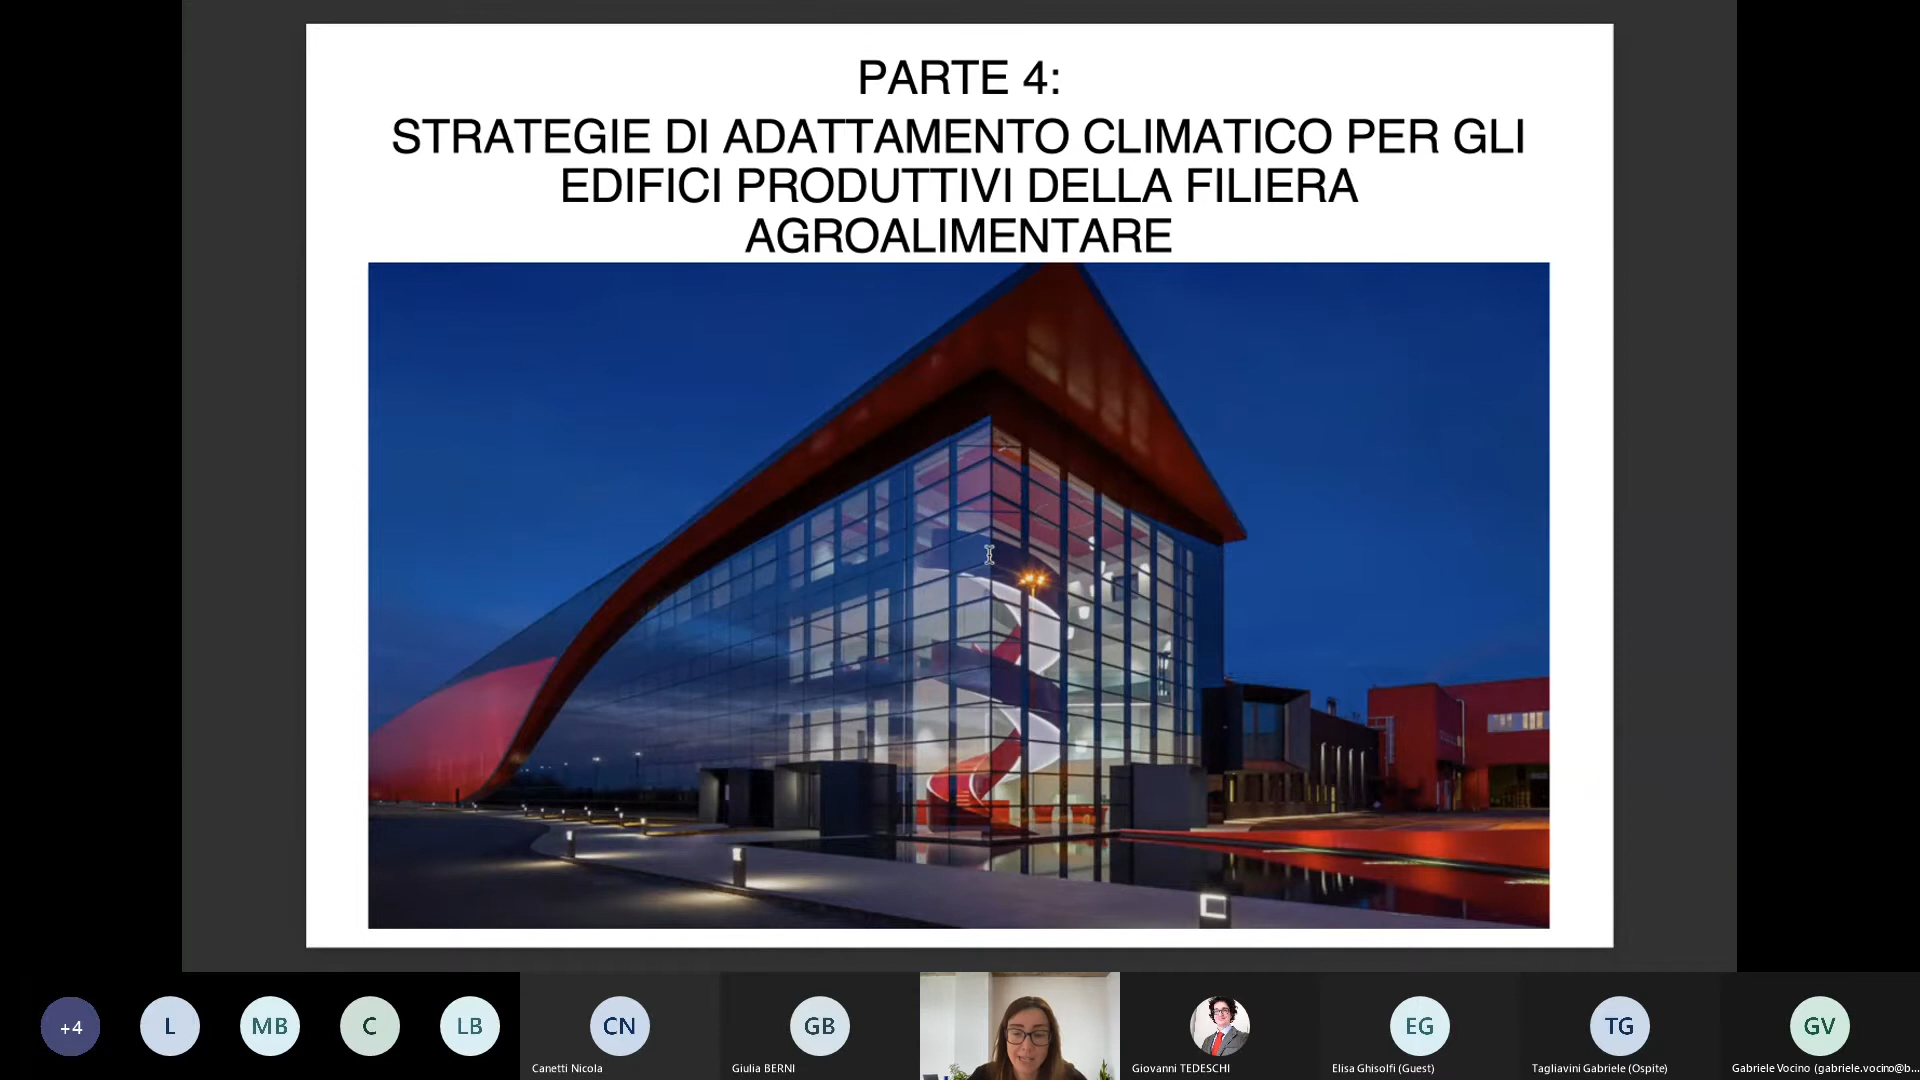 PARTE 4:
STRATEGIE DI ADATTAMENTO CLIMATICO PER GLI
EDIFICI PRODUTTIVI DELLA FILIERA
AGROALIMENTARE
+4
L
MB
C
LB
CN
GB
EG
TG
GV
Canetti Nicola
Giulia BERNI
Giovanni TEDESCHI
Elisa Ghisolfi (Guest)
Tagliavini Gabriele (Ospite)
Gabriele Vocino (gabriele.vocino@b...